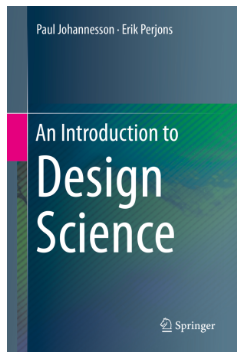 Paul Johannesson · Erik Perjons
An Introduction to
Design
Science
Springer